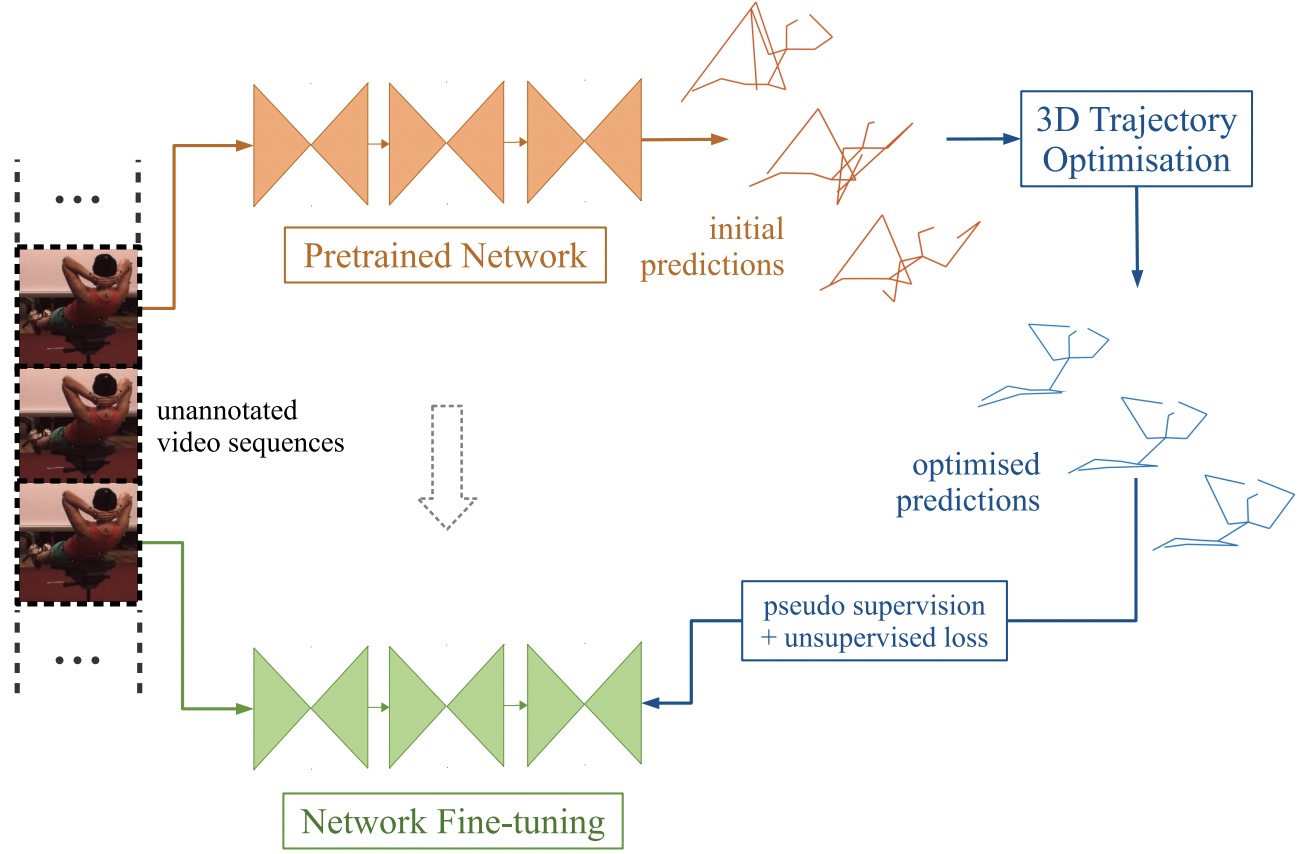 3D Trajectory
Optimisation
Pretrained Network
initial
predictions
unannotated
video sequences
optimised
predictions
pseudo supervision
+ unsupervised loss
Network Fine-tuning